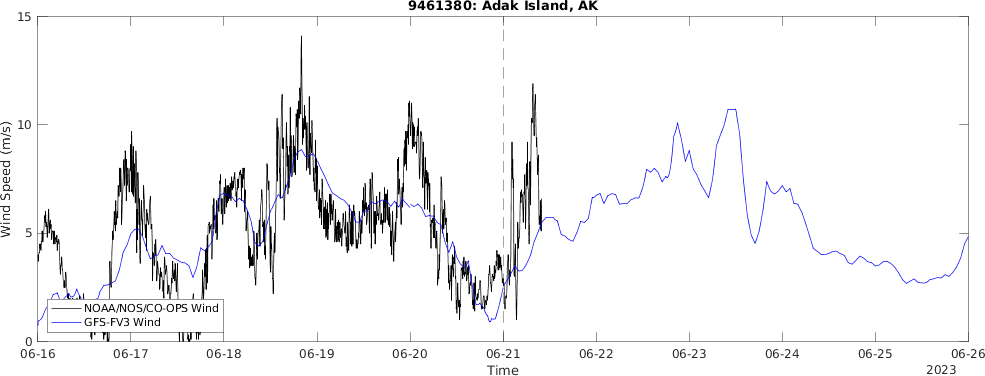 9461380: Adak Island, AK
15
10
5
0
Wind Speed (m/s)
NOAA/NOS/CO-OPS Wind
GFS-FV3 Wind
06-16 06-17 06-18 06-19 06-20 06-21 06-22 06-23 06-24 06-25 06-26
Time
2023